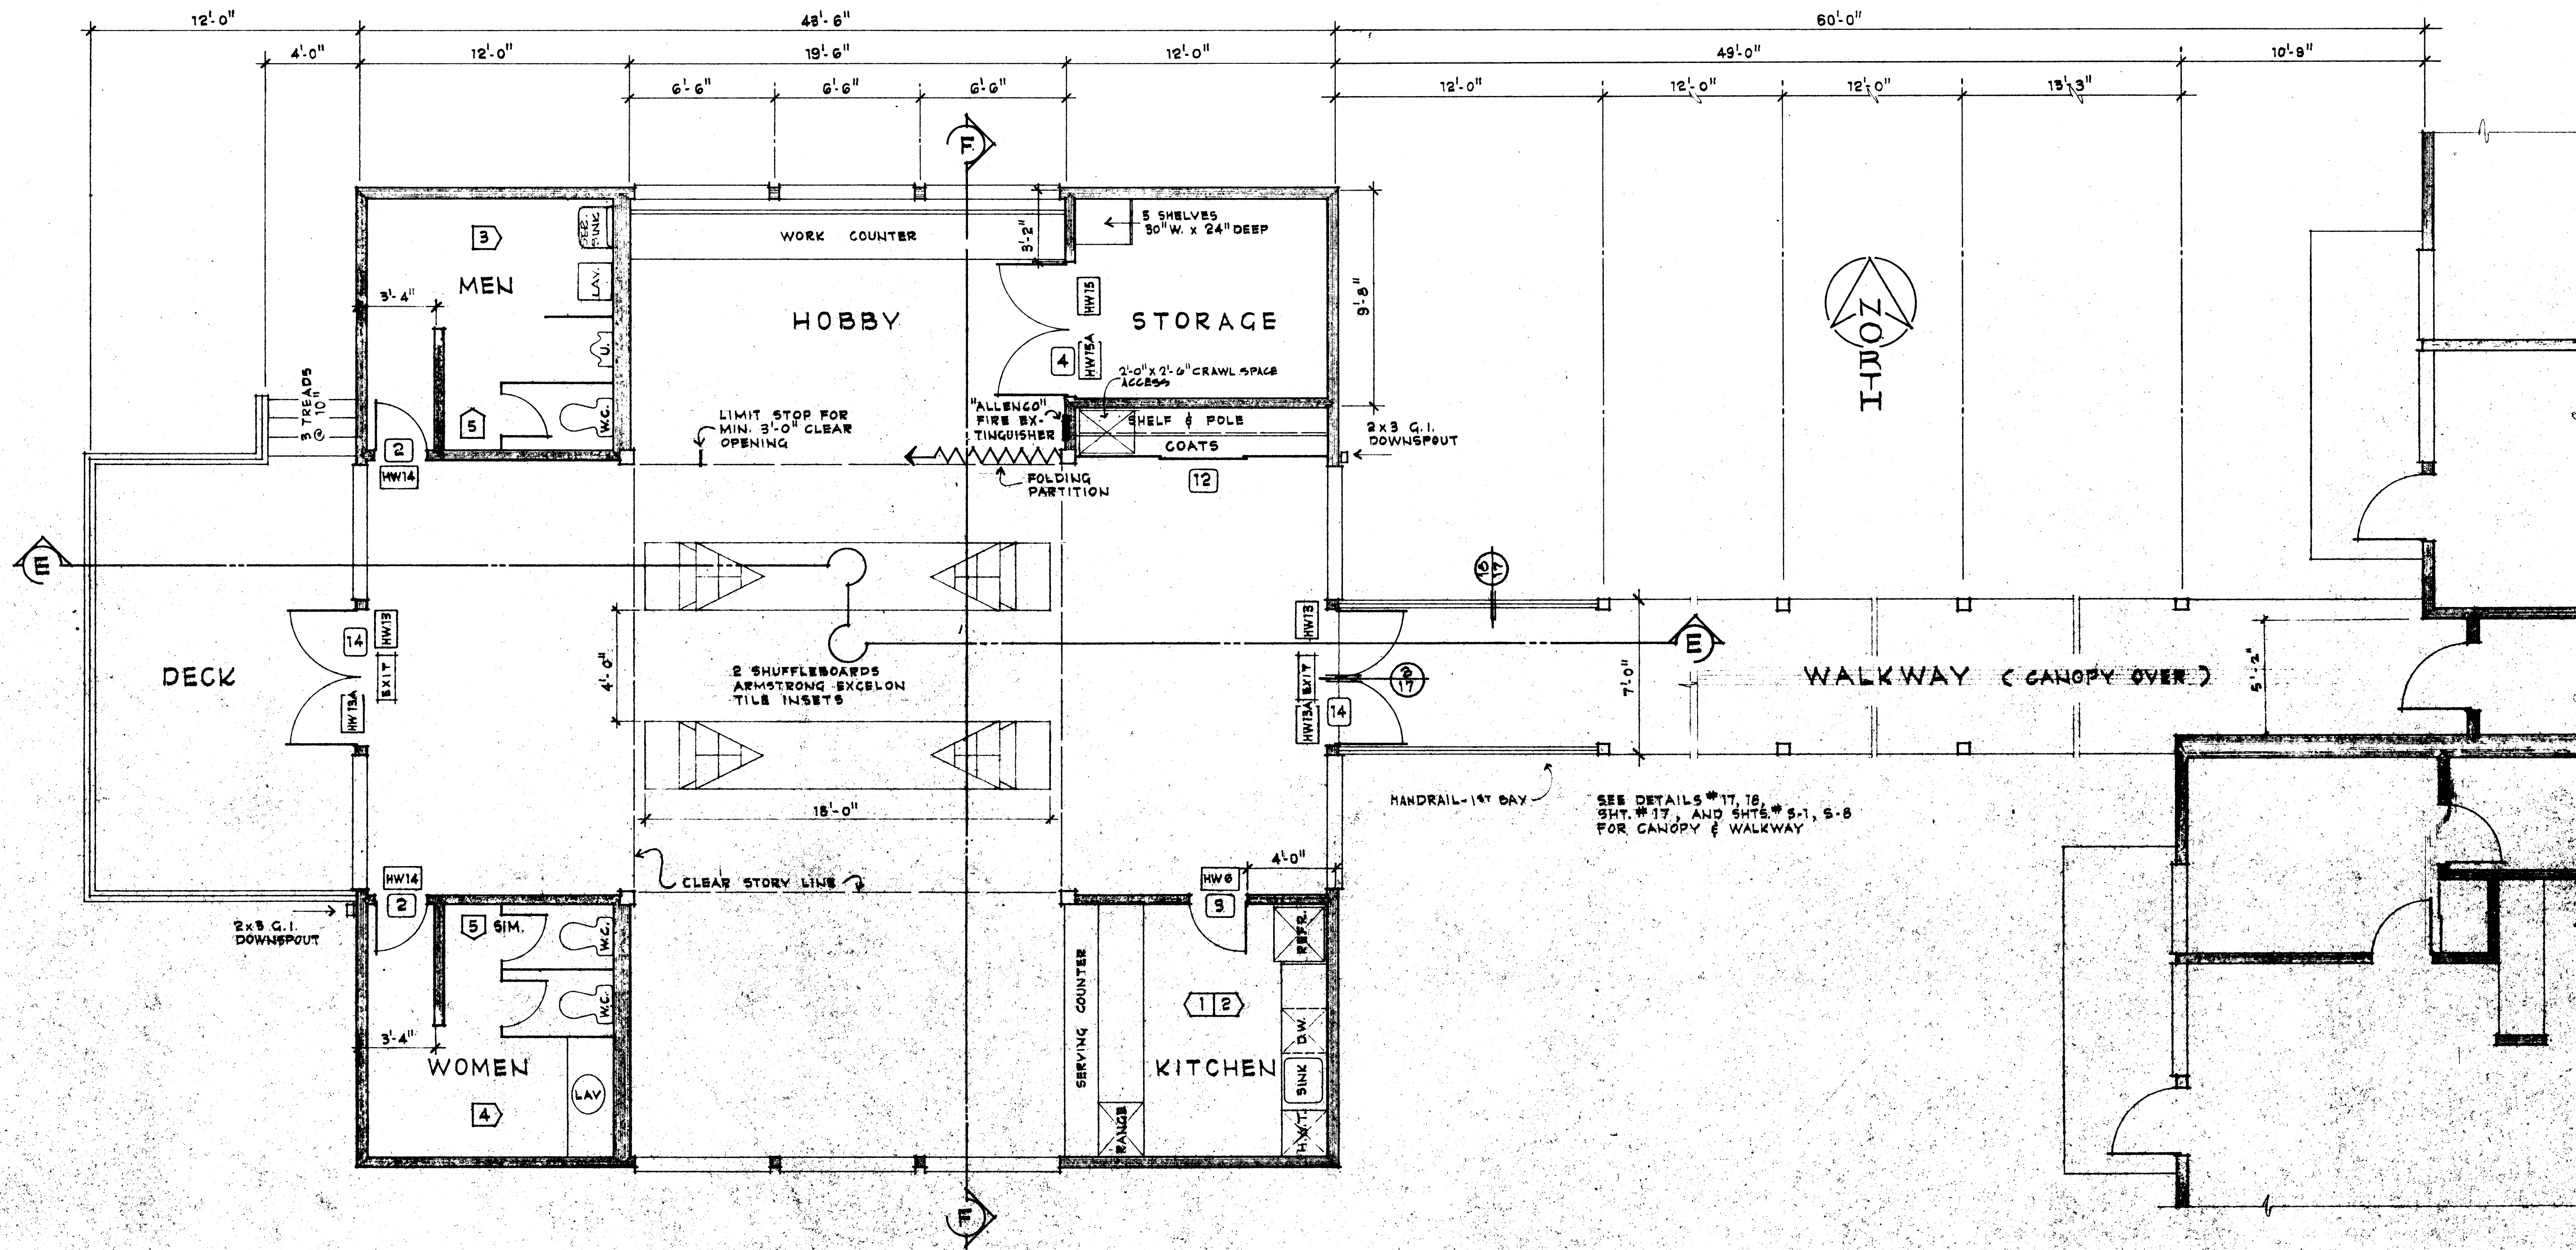 12'-0"
43'-6"
60'-0"
4'-0"
12'-0"
19'-6"
12'-0"
49'-0"
10'-9"
6'-6"
6'-6"
6'-6"
12'-0"
12'-0"
12'-0"
13'-3"
F
3
MEN
3'-4"
SER. SINK
LAV.
U.
W.C.
5
2
HW14
3 TREADS
@ 10"
WORK COUNTER
3'-2"
HOBBY
LIMIT STOP FOR
MIN. 3'-0" CLEAR
OPENING
5 SHELVES
30" W. x 24" DEEP
HW15
STORAGE
4
HW15A
9'-8"
2'-0" X 2'-6" CRAWL SPACE
ACCESS
"ALLENCO"
FIRE EX-
TINGUISHER
SHELF & POLE
COATS
12
FOLDING
PARTITION
2x3 G.I.
DOWNSPOUT
NORTH
E
DECK
14
HW13
EXIT
HW13A
4'-0"
2 SHUFFLEBOARDS
ARMSTRONG EXCELON
TILE INSETS
18'-0"
HW13
EXIT
HW13A
14
18
17
17
E
7'-0"
WALKWAY (CANOPY OVER)
5'-2"
HANDRAIL-1ST BAY
SEE DETAILS #17, 18,
SHT. #17, AND SHTS. # S-1, S-8
FOR CANOPY & WALKWAY
CLEAR STORY LINE
HW14
2
2x3 G.I.
DOWNSPOUT
5 SIM.
W.C.
W.C.
3'-4"
WOMEN
LAV
4
HW6
3
4'-0"
REFR.
SERVING COUNTER
1 2
D.W.
KITCHEN
SINK
RANGE
H.W.T.
F